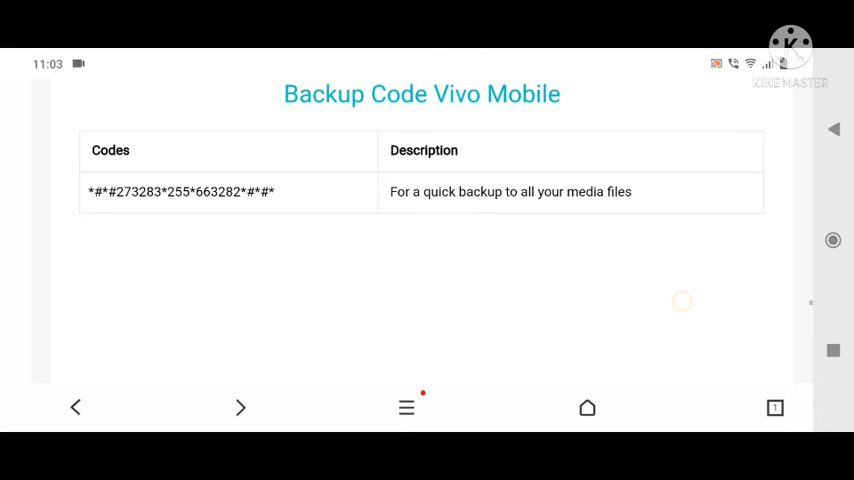 11:03
K
KINEMASTER
Backup Code Vivo Mobile
Codes Description
*#*#273283*255*663282*#*#* For a quick backup to all your media files
1